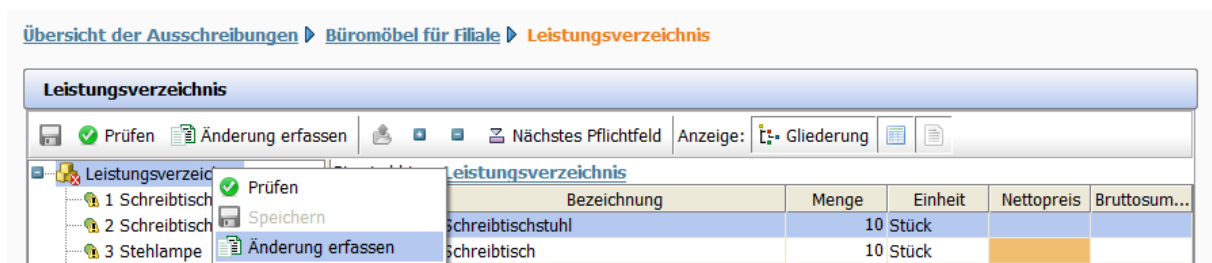 Übersicht der Ausschreibungen Büromöbel für Filiale Leistungsverzeichnis
Leistungsverzeichnis
Prüfen Änderung erfassen Nächstes Pflichtfeld Anzeige: Gliederung
Leistungsverzeic Leistungsverzeichnis
Prüfen
Speichern
Änderung erfassen
1 Schreibtisch
2 Schreibtisch
3 Stehlampe
Bezeichnung Menge Einheit Nettopreis Bruttosum...
Schreibtischstuhl 10 Stück
Schreibtisch 10 Stück